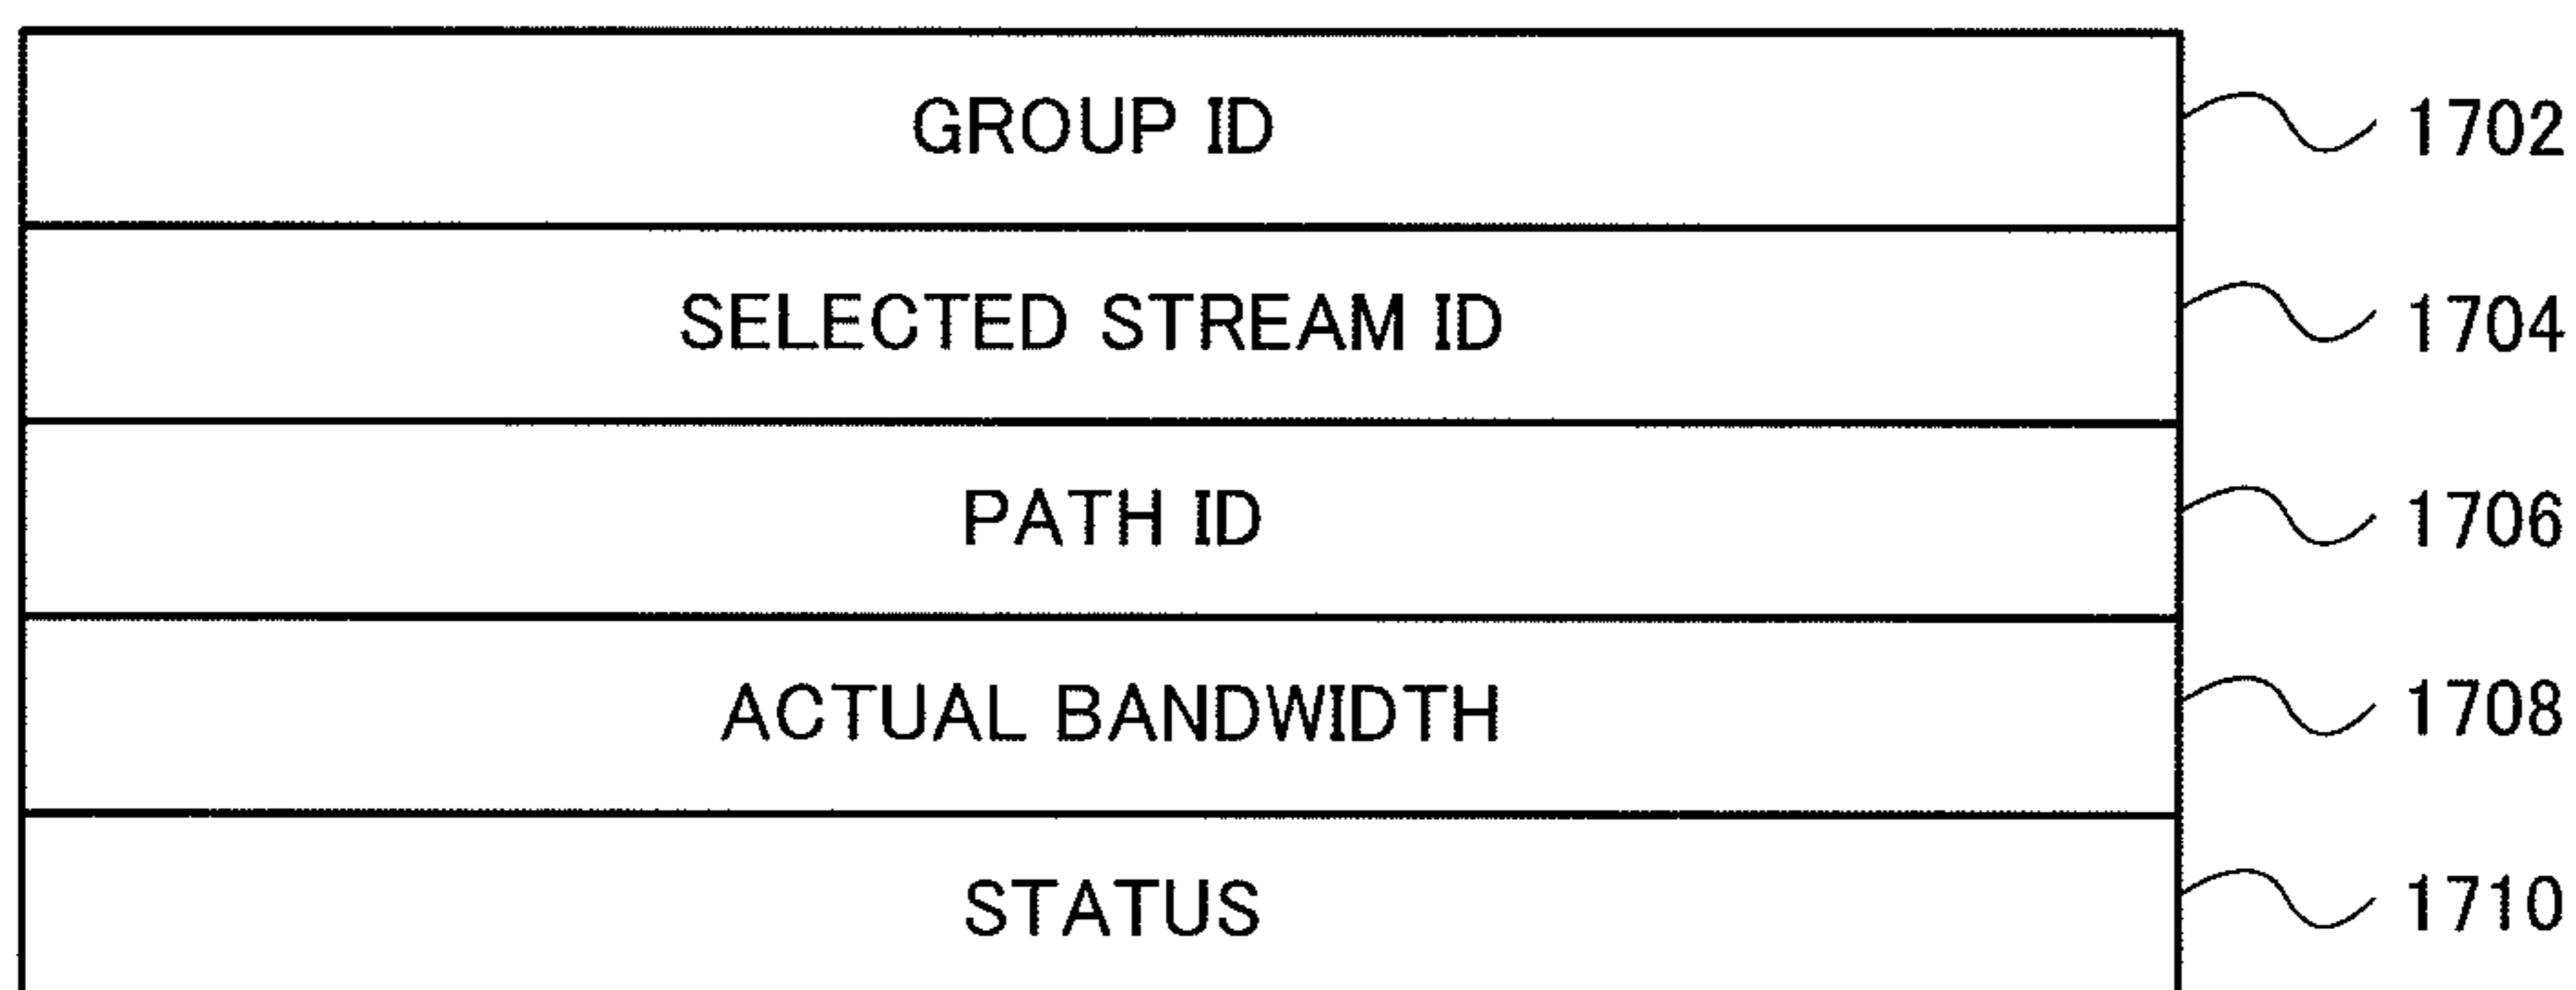 GROUP ID 1702
SELECTED STREAM ID 1704
PATH ID 1706
ACTUAL BANDWIDTH 1708
STATUS 1710